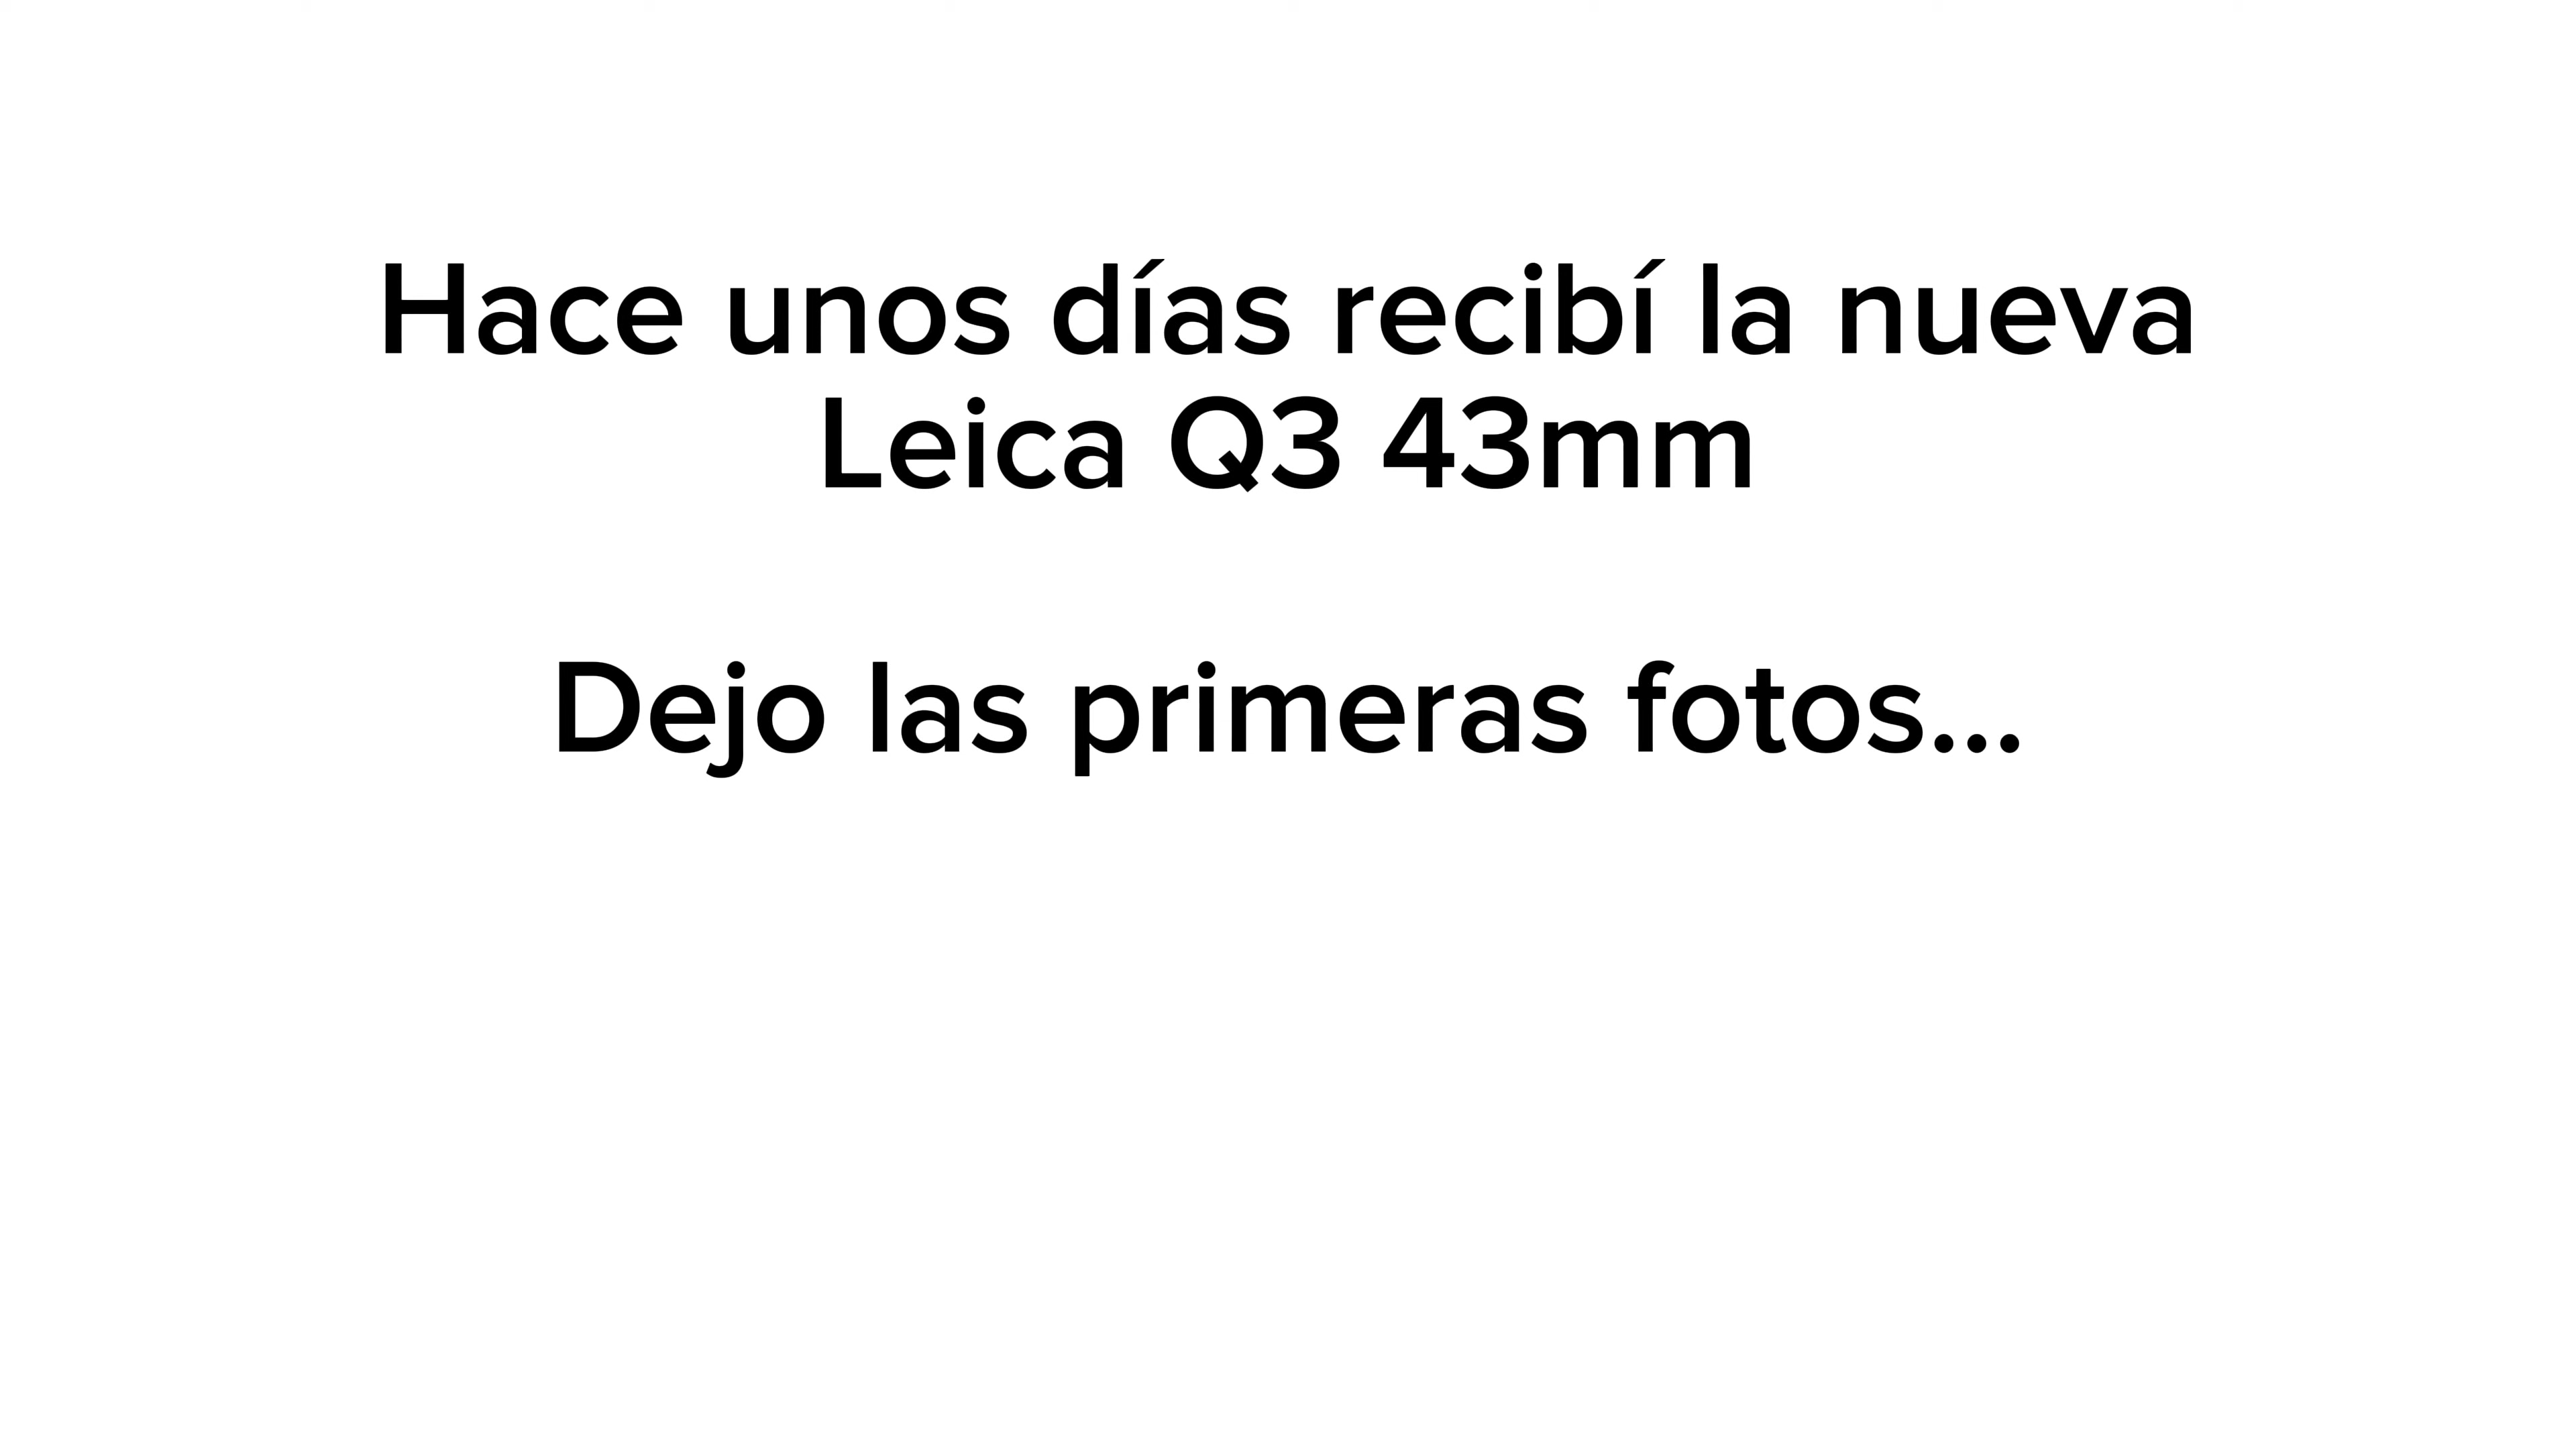 Hace unos días recibí la nueva
Leica Q3 43mm
Dejo las primeras fotos...